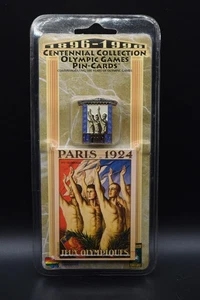 1896-1996
CENTENNIAL COLLECTION
OLYMPIC GAMES
PIN-CARDS
PARIS 1924
JEUX OLYMPIQUES